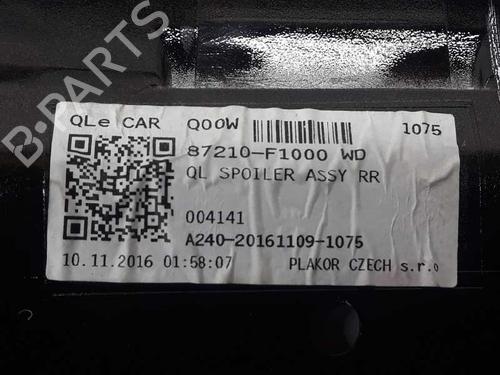 B-PARTS
QLe CAR Q00W 1075
87210-F1000 WD
QL SPOILER ASSY RR
004141
A240-20161109-1075
10.11.2016 01:58:07 PLAKOR CZECH s.r.o